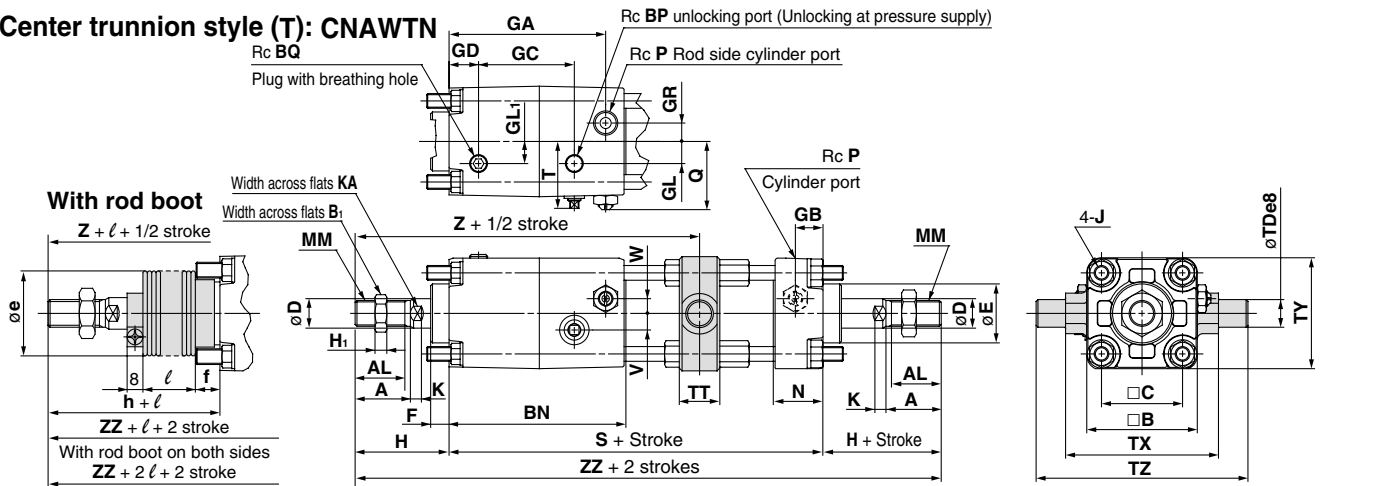 Center trunnion style (T): CNAWTN
GA
Rc BP unlocking port (Unlocking at pressure supply)
Rc BQ
GD
GC
Rc P Rod side cylinder port
Plug with breathing hole
GR
GL1
T
GL
Q
Rc P
Cylinder port
Width across flats KA
With rod boot
Width across flats B1
Z + ℓ + 1/2 stroke
Z + 1/2 stroke
GB
MM
W
MM
4-J
øTDe8
øe
øD
øD
øE
TY
H1
AL
V
AL
8
ℓ
f
A
K
TT
N
K
A
□C
h + ℓ
F
BN
□B
ZZ + ℓ + 2 stroke
H
S + Stroke
H + Stroke
TX
With rod boot on both sides
ZZ + 2 ℓ + 2 stroke
ZZ + 2 strokes
TZ